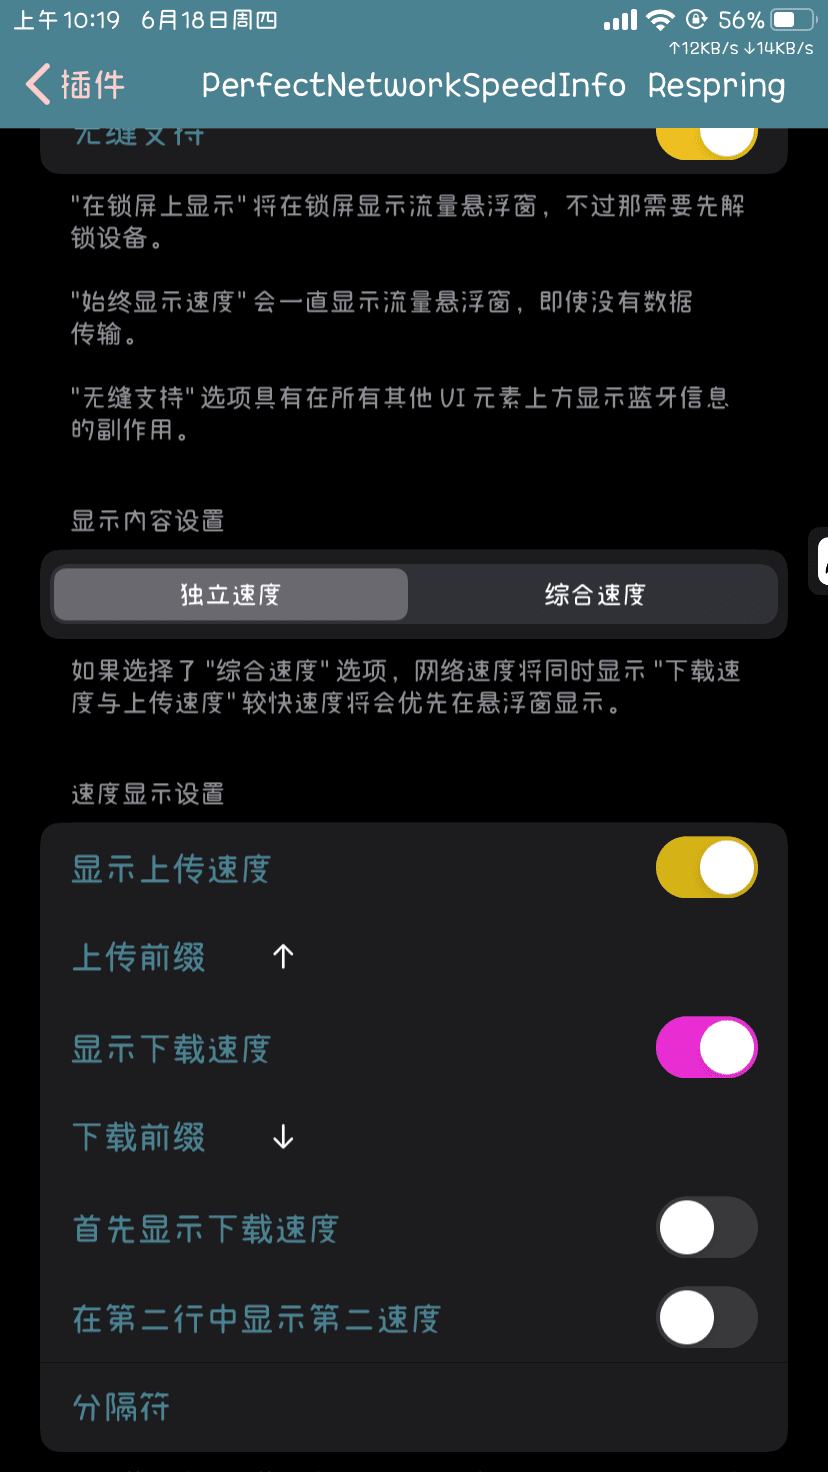 上午10:19 6月18日周四 56%
↑12KB/s ↓14KB/s
插件 PerfectNetworkSpeedInfo Respring
无缝支持
"在锁屏上显示" 将在锁屏显示流量悬浮窗，不过那需要先解
锁设备。
"始终显示速度" 会一直显示流量悬浮窗，即使没有数据
传输。
"无缝支持" 选项具有在所有其他 UI 元素上方显示蓝牙信息
的副作用。
显示内容设置
独立速度 综合速度
如果选择了 "综合速度" 选项，网络速度将同时显示 "下载速
度与上传速度" 较快速度将会优先在悬浮窗显示。
速度显示设置
显示上传速度
上传前缀 ↑
显示下载速度
下载前缀 ↓
首先显示下载速度
在第二行中显示第二速度
分隔符